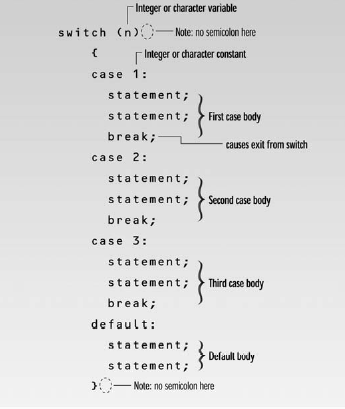 Integer or character variable
switch (n) Note: no semicolon here
{ Integer or character constant
case 1:
statement;
statement; First case body
break; causes exit from switch
case 2:
statement;
statement; Second case body
break;
case 3:
statement;
statement; Third case body
break;
default:
statement; Default body
statement;
} Note: no semicolon here